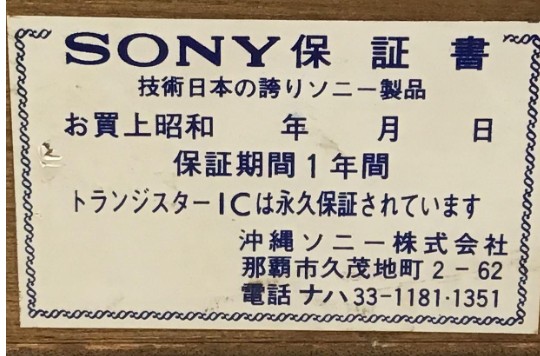 SONY保証書
技術日本の誇りソニー製品
お買上昭和　年　月　日
保証期間1年間
トランジスターICは永久保証されています
沖縄ソニー株式会社
那覇市久茂地町2-62
電話ナハ33-1181・1351